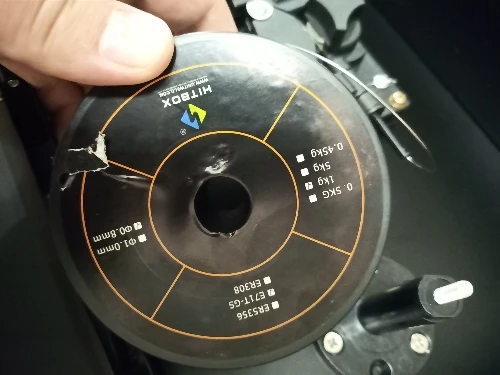 HITBOX
®
0.45kg
5kg
1kg
0.5KG
Φ0.8mm
Φ1.0mm
ER5356
E71T-GS
ER308